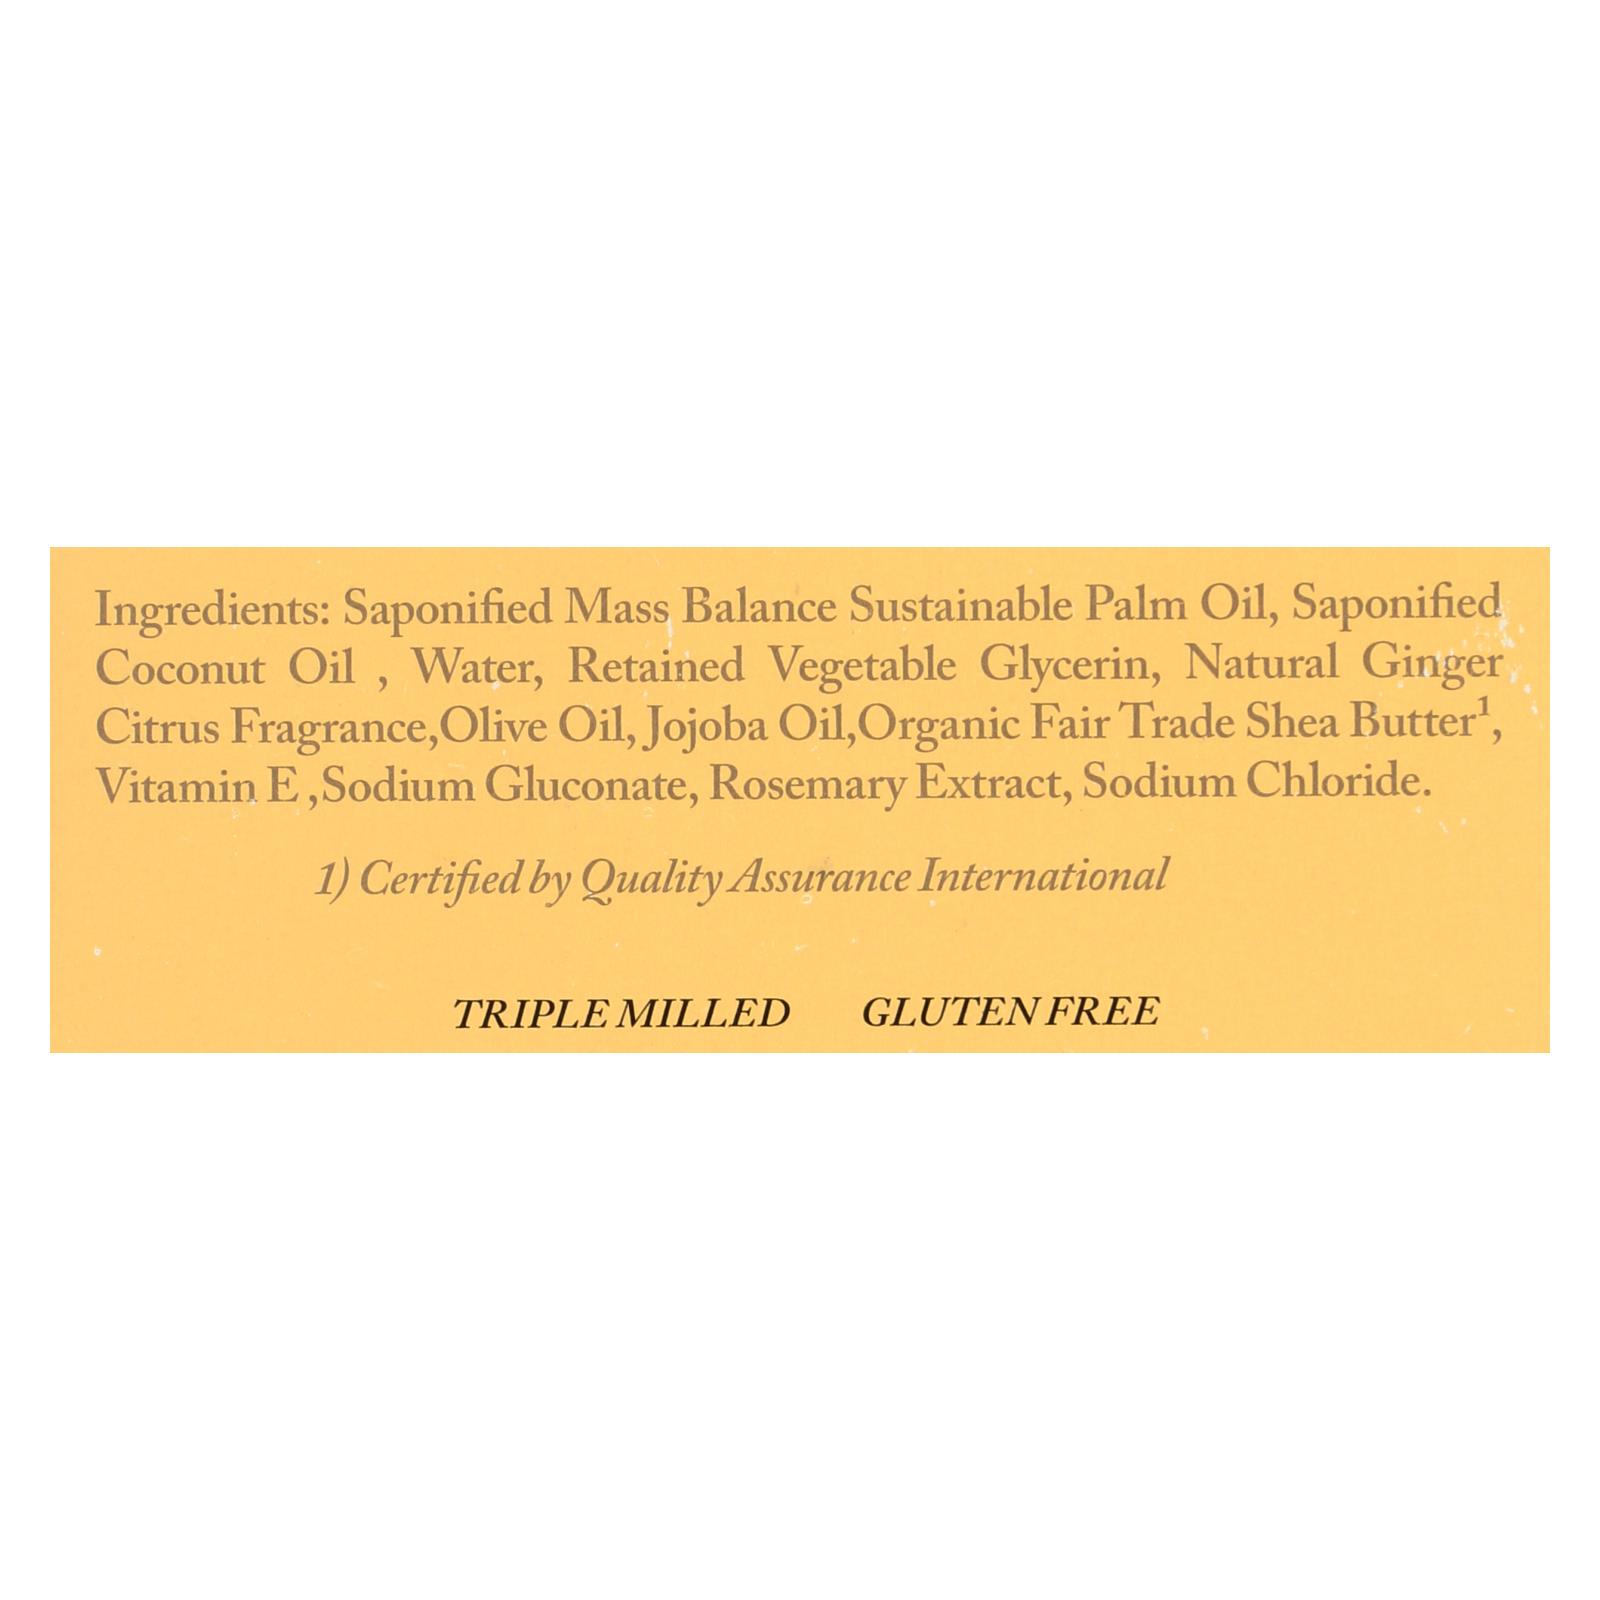 Ingredients: Saponified Mass Balance Sustainable Palm Oil, Saponified
Coconut Oil , Water, Retained Vegetable Glycerin, Natural Ginger
Citrus Fragrance,Olive Oil, Jojoba Oil,Organic Fair Trade Shea Butter¹,
Vitamin E ,Sodium Gluconate, Rosemary Extract, Sodium Chloride.
1) Certified by Quality Assurance International
TRIPLE MILLED GLUTEN FREE